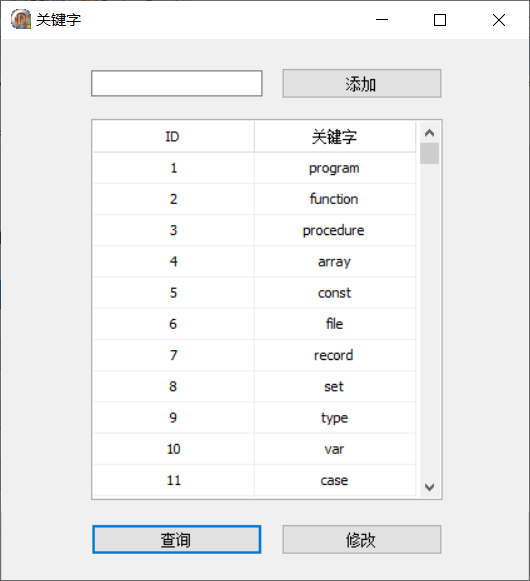 关键字
添加
ID 关键字
1 program
2 function
3 procedure
4 array
5 const
6 file
7 record
8 set
9 type
10 var
11 case
查询 修改